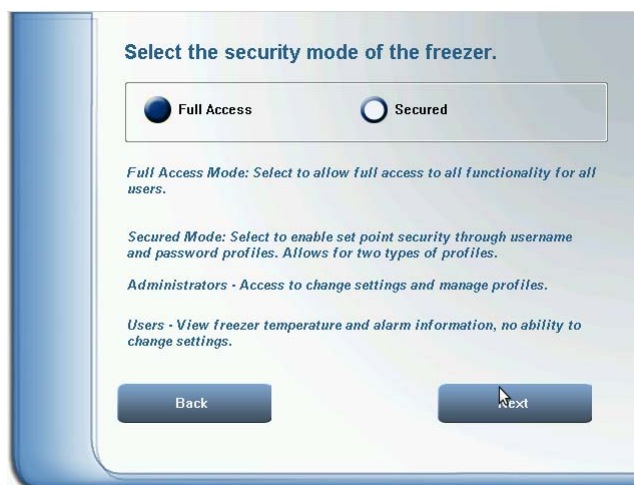 Select the security mode of the freezer.
Full Access
Secured
Full Access Mode: Select to allow full access to all functionality for all
users.
Secured Mode: Select to enable set point security through username
and password profiles. Allows for two types of profiles.
Administrators - Access to change settings and manage profiles.
Users - View freezer temperature and alarm information, no ability to
change settings.
Back
Next